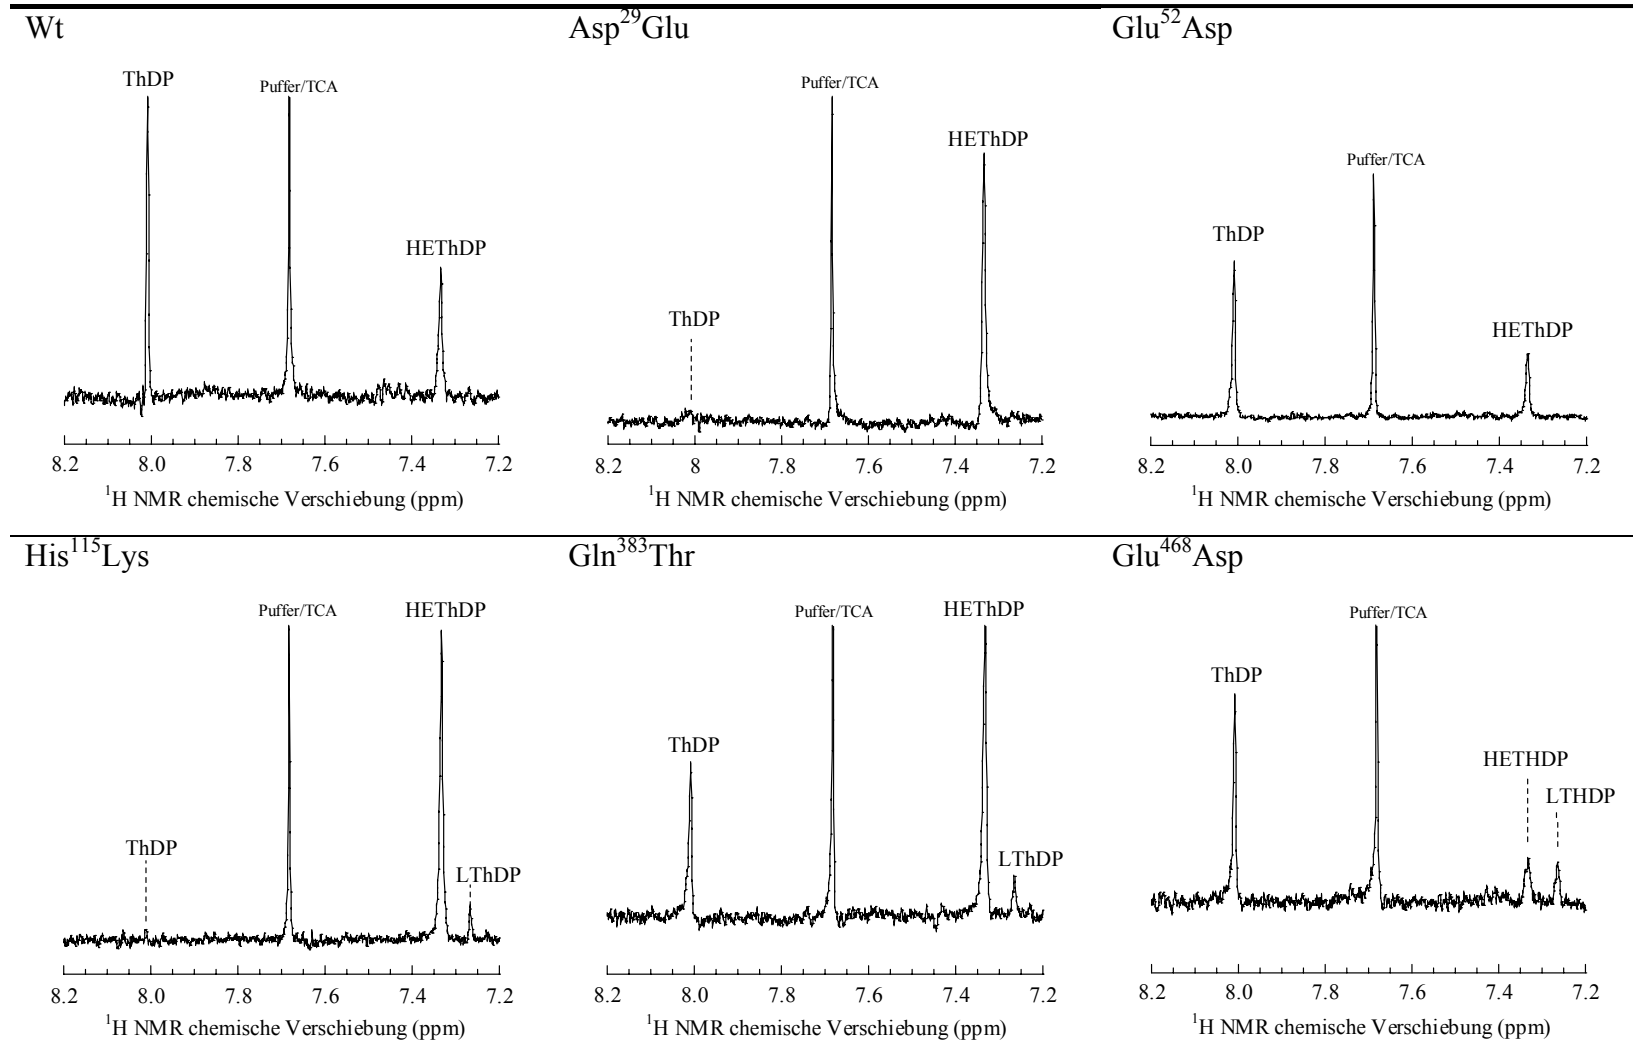 Wt
ThDP
Puffer/TCA
HEThDP
8.2 8.0 7.8 7.6 7.4 7.2
¹H NMR chemische Verschiebung (ppm)
Asp²⁹Glu
Puffer/TCA
HEThDP
ThDP
8.2 8 7.8 7.6 7.4 7.2
¹H NMR chemische Verschiebung (ppm)
Glu⁵²Asp
Puffer/TCA
ThDP
HEThDP
8.2 8.0 7.8 7.6 7.4 7.2
¹H NMR chemische Verschiebung (ppm)
His¹¹⁵Lys
Puffer/TCA
HEThDP
ThDP
LThDP
8.2 8.0 7.8 7.6 7.4 7.2
¹H NMR chemische Verschiebung (ppm)
Gln³⁸³Thr
Puffer/TCA
HEThDP
ThDP
LThDP
8.2 8.0 7.8 7.6 7.4 7.2
¹H NMR chemische Verschiebung (ppm)
Glu⁴⁶⁸Asp
Puffer/TCA
ThDP
HETHDP
LTHDP
8.2 8.0 7.8 7.6 7.4 7.2
¹H NMR chemische Verschiebung (ppm)